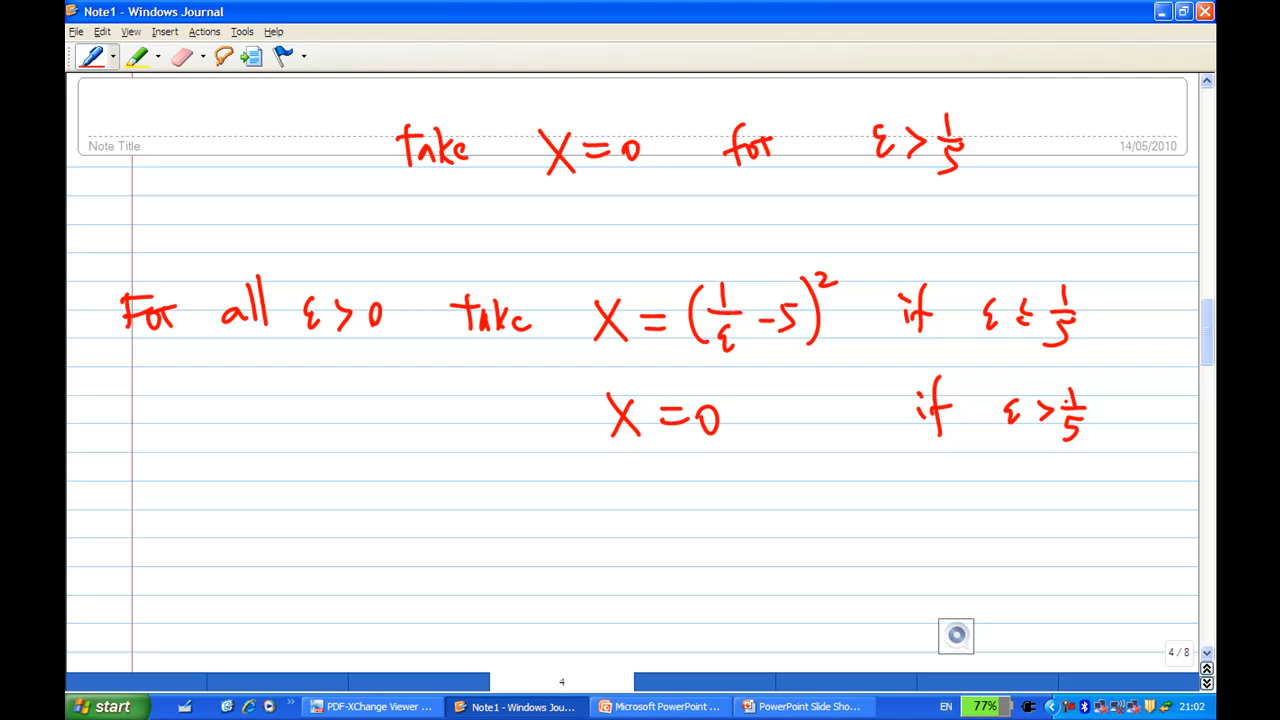 Note1 - Windows Journal
File Edit View Insert Actions Tools Help
take X = 0 for ε > 1/5
Note Title 14/05/2010
For all ε > 0 take X = (1/ε - 5)² if ε ≤ 1/5
X = 0 if ε > 1/5
4 / 8
4
start PDF-XChange Viewer ... Note1 - Windows Jou... Microsoft PowerPoint ... PowerPoint Slide Sho... EN 77% 21:02